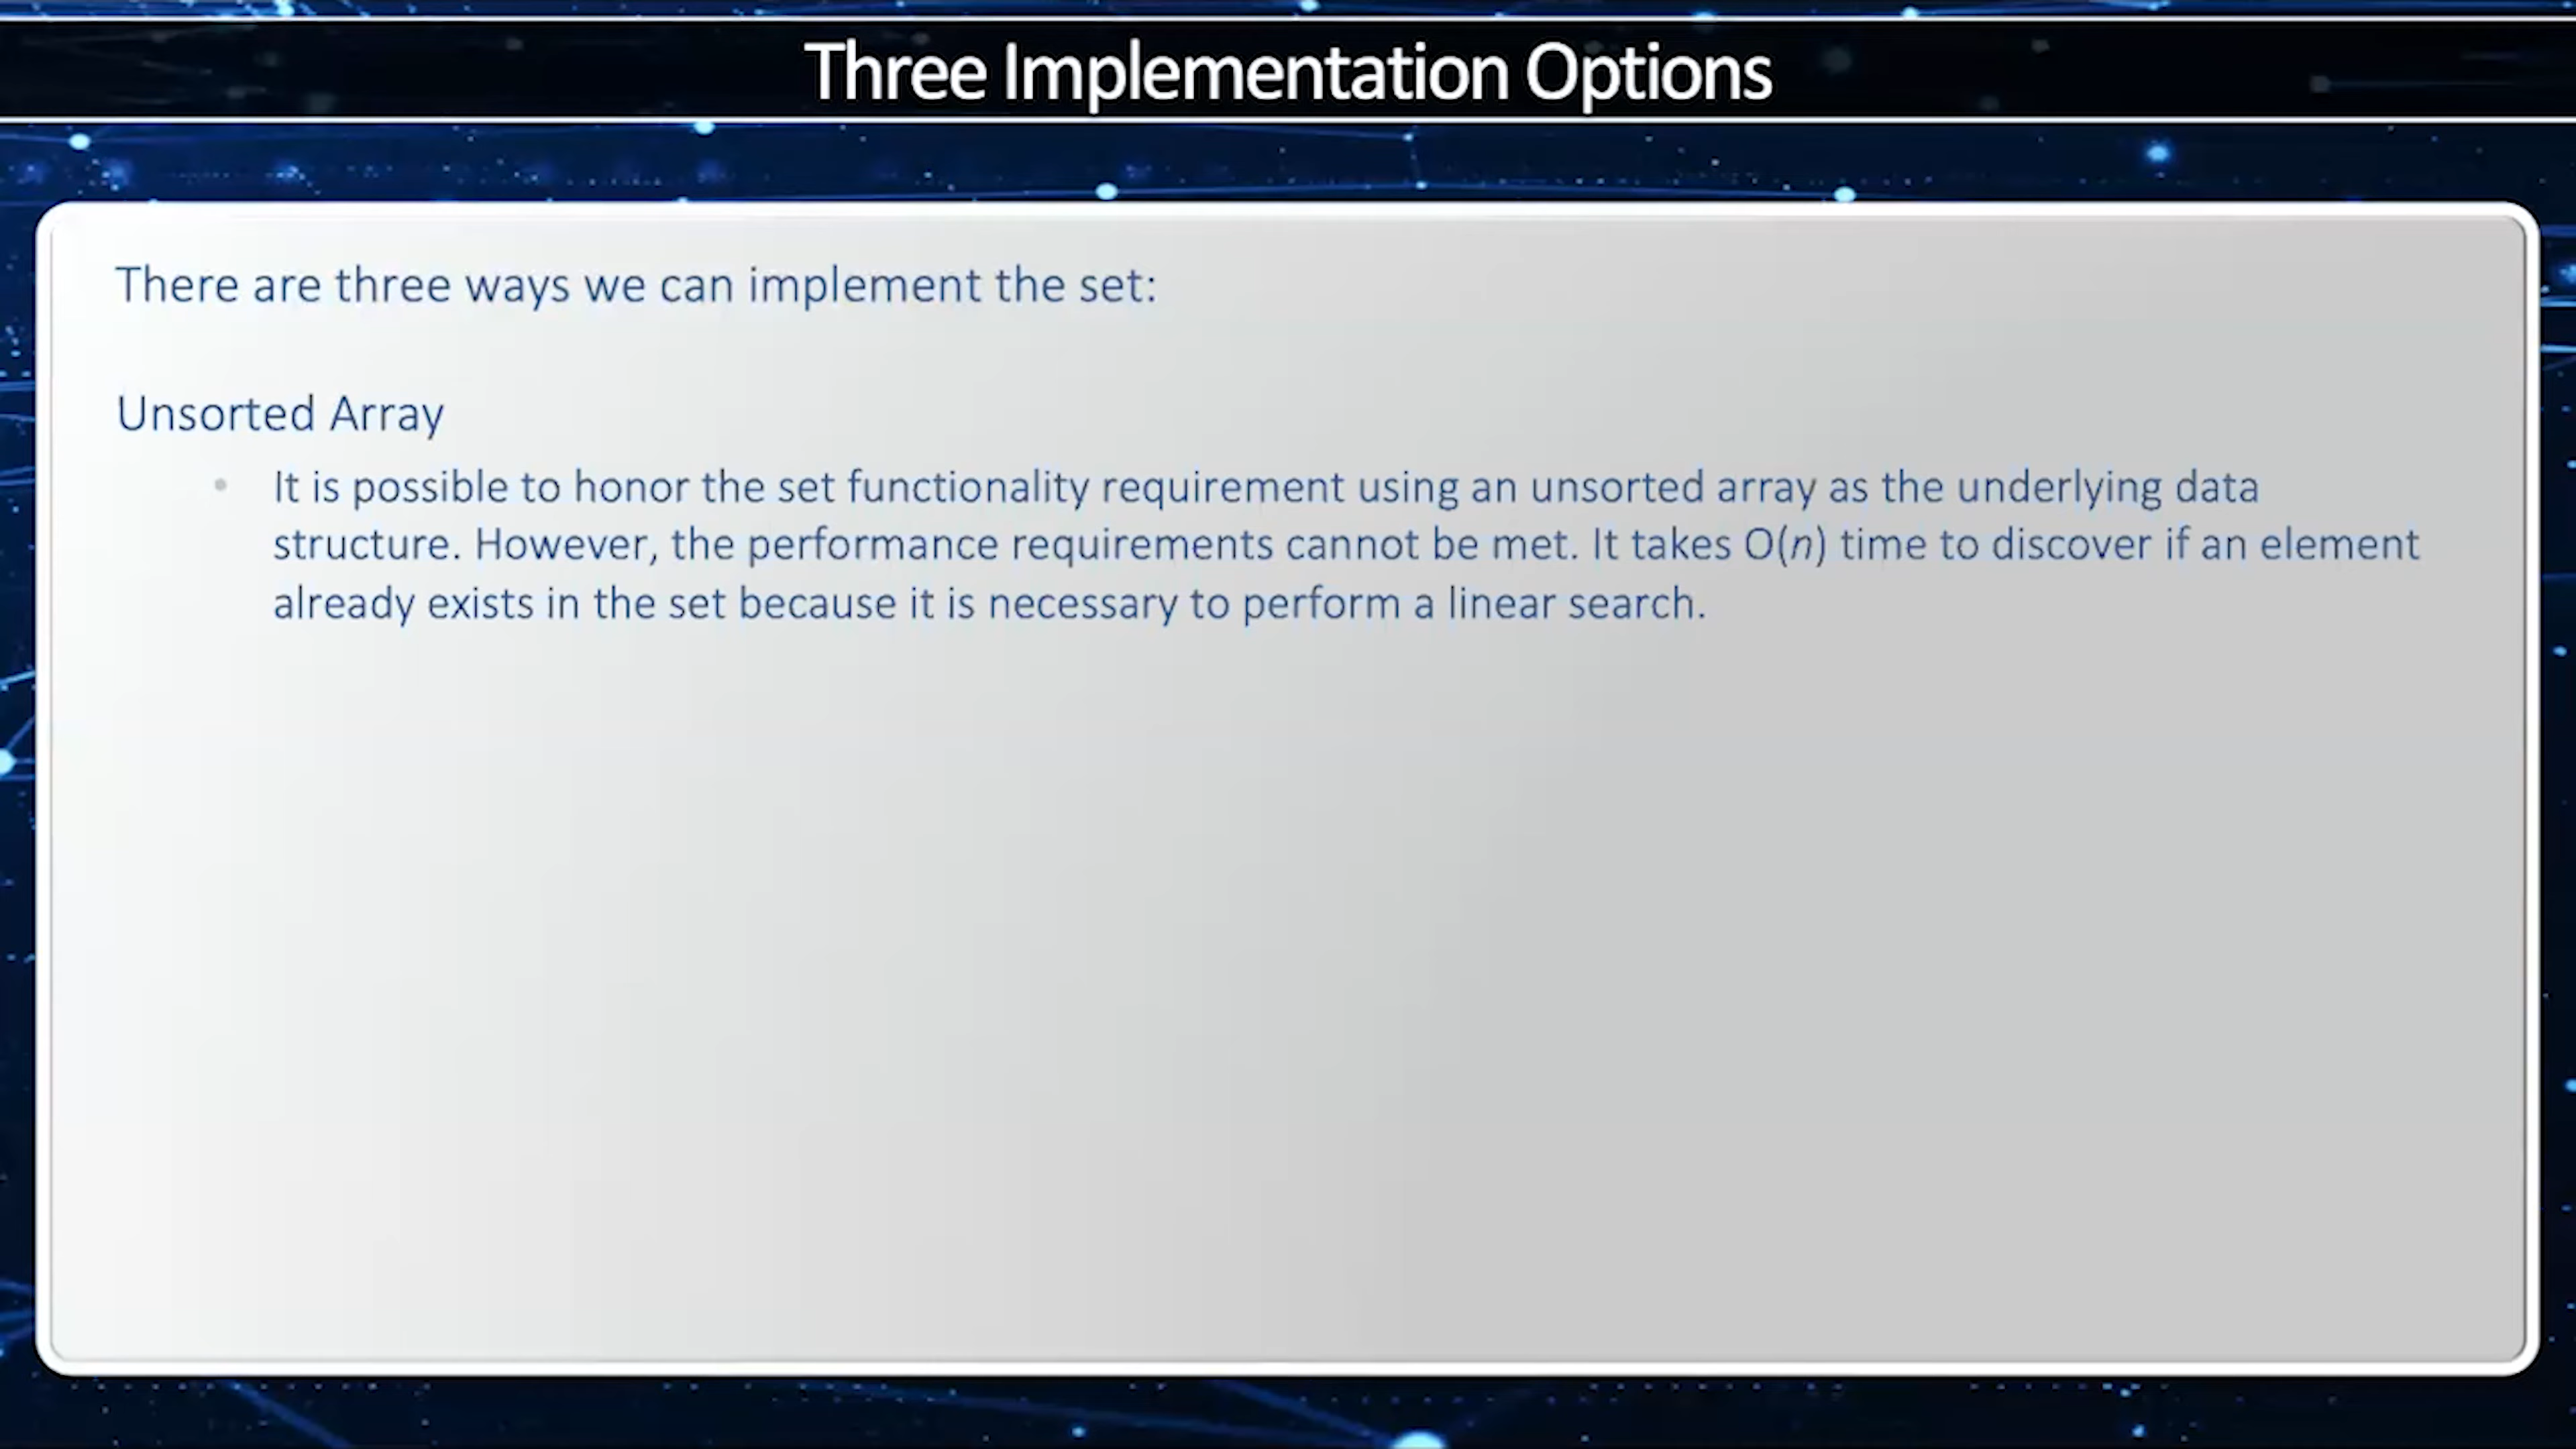 Three Implementation Options
There are three ways we can implement the set:
Unsorted Array
• It is possible to honor the set functionality requirement using an unsorted array as the underlying data
structure. However, the performance requirements cannot be met. It takes O(n) time to discover if an element
already exists in the set because it is necessary to perform a linear search.